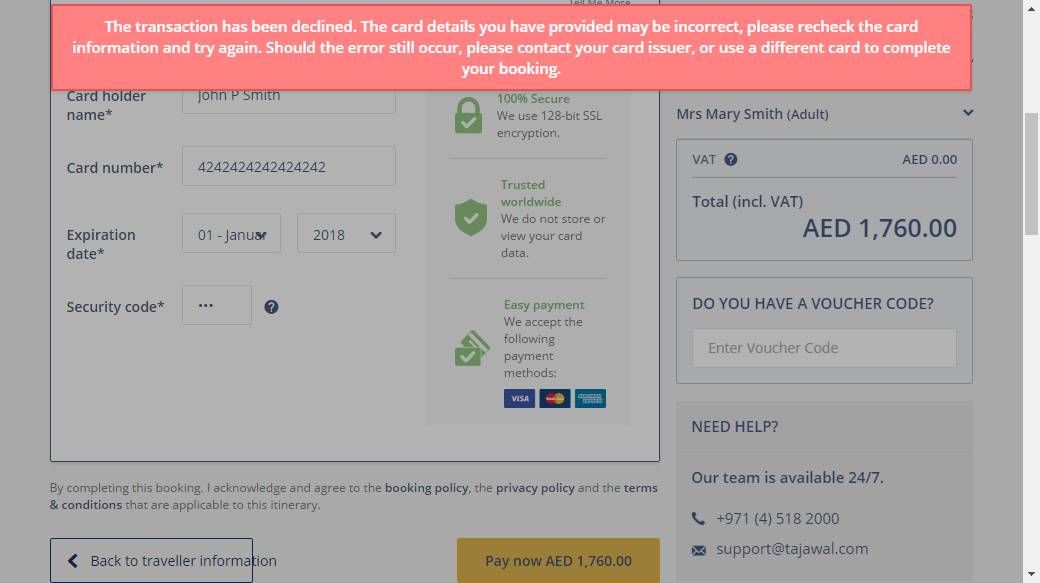 The transaction has been declined. The card details you have provided may be incorrect, please recheck the card
information and try again. Should the error still occur, please contact your card issuer, or use a different card to complete
your booking.
Card holder
name*
John P Smith
Card number*
4242424242424242
Expiration
date*
01 - Januar
2018
Security code*
•••
?
100% Secure
We use 128-bit SSL
encryption.
Trusted
worldwide
We do not store or
view your card
data.
Easy payment
We accept the
following
payment
methods:
VISA
By completing this booking. I acknowledge and agree to the booking policy, the privacy policy and the terms
& conditions that are applicable to this itinerary.
Back to traveller information
Pay now AED 1,760.00
Mrs Mary Smith (Adult)
VAT ?
AED 0.00
Total (incl. VAT)
AED 1,760.00
DO YOU HAVE A VOUCHER CODE?
Enter Voucher Code
NEED HELP?
Our team is available 24/7.
+971 (4) 518 2000
support@tajawal.com